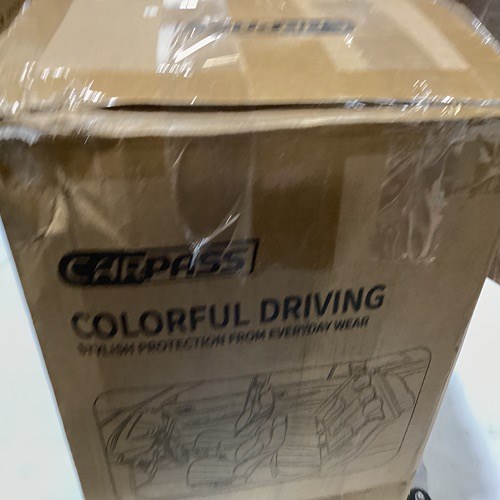 CARPASS
COLORFUL DRIVING
STYLISH PROTECTION FROM EVERYDAY WEAR